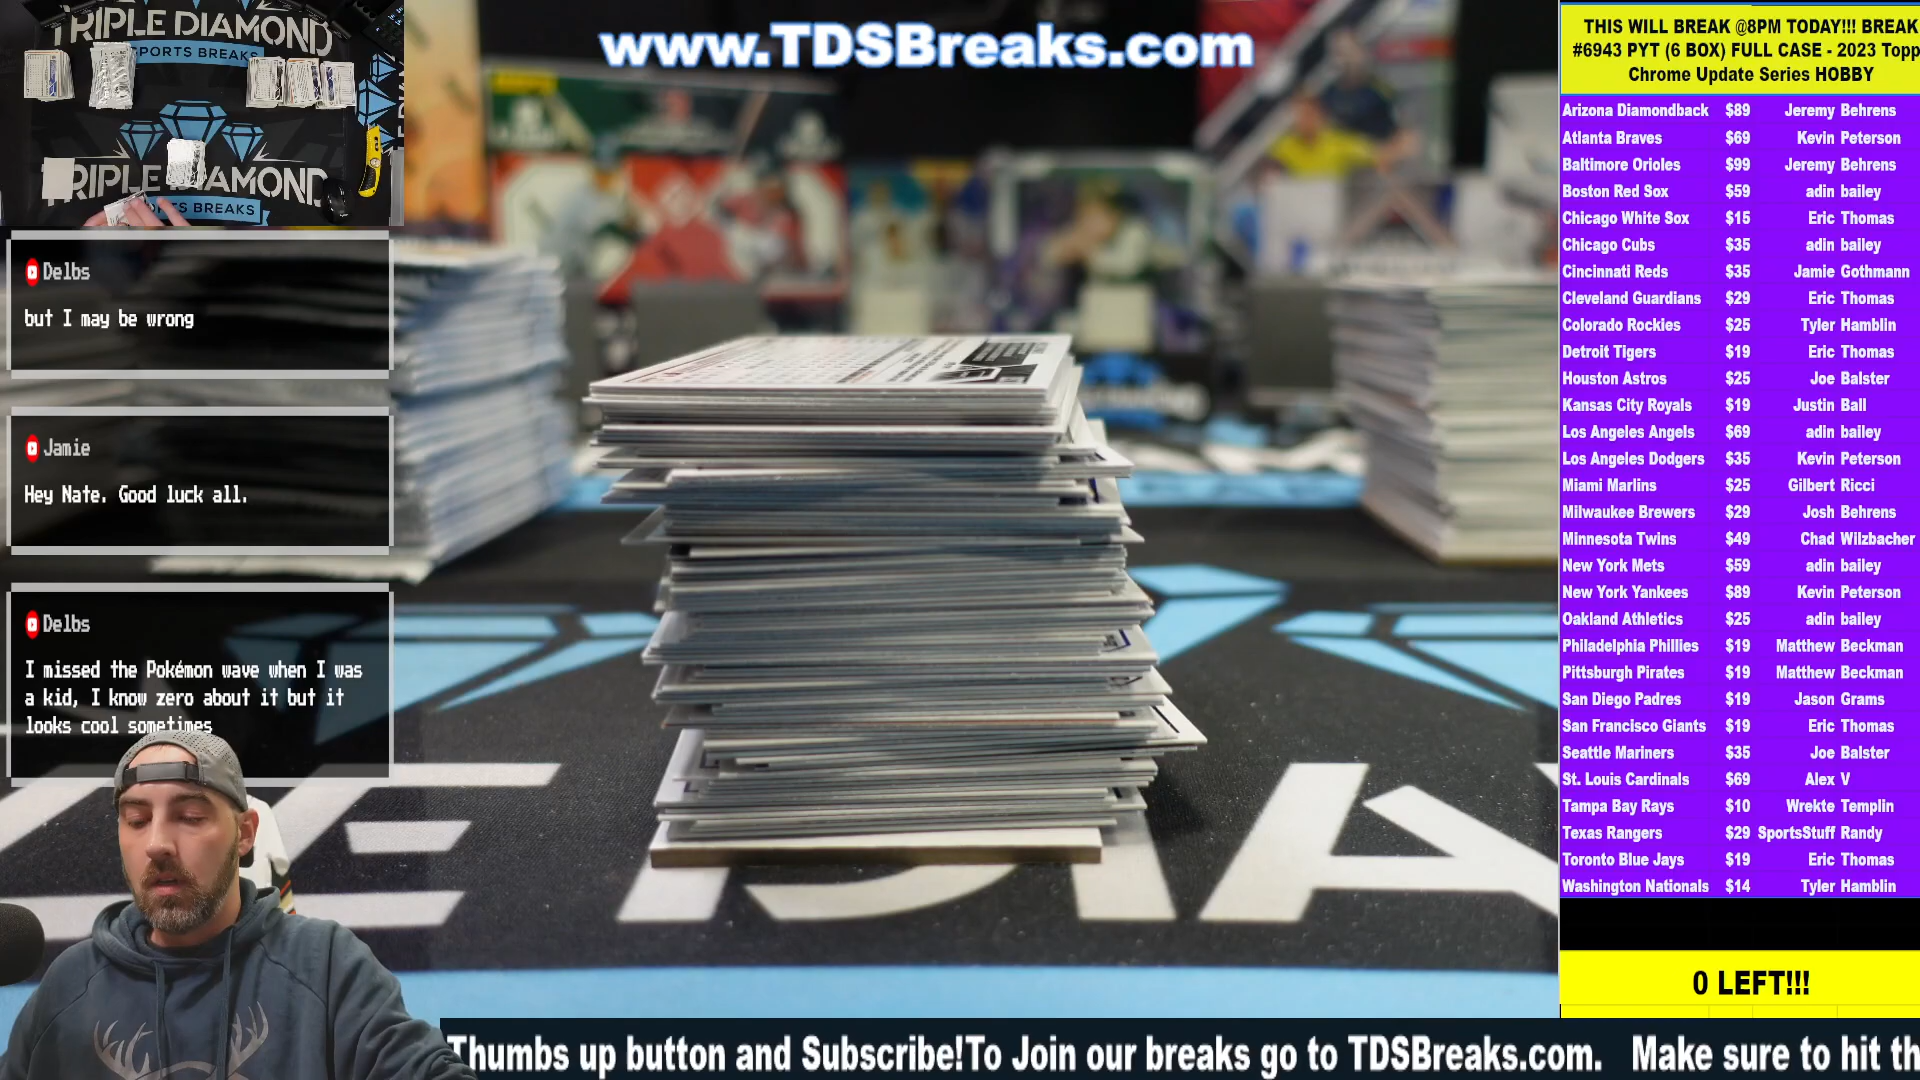 TRIPLE DIAMOND
SPORTS BREAKS
TRIPLE DIAMOND
SPORTS BREAKS
www.TDSBreaks.com
Delbs
but I may be wrong
Jamie
Hey Nate. Good luck all.
Delbs
I missed the Pokémon wave when I was
a kid, I know zero about it but it
looks cool sometimes
THIS WILL BREAK @8PM TODAY!!! BREAK
#6943 PYT (6 BOX) FULL CASE - 2023 Topp
Chrome Update Series HOBBY
Arizona Diamondback $89 Jeremy Behrens
Atlanta Braves $69 Kevin Peterson
Baltimore Orioles $99 Jeremy Behrens
Boston Red Sox $59 adin bailey
Chicago White Sox $15 Eric Thomas
Chicago Cubs $35 adin bailey
Cincinnati Reds $35 Jamie Gothmann
Cleveland Guardians $29 Eric Thomas
Colorado Rockies $25 Tyler Hamblin
Detroit Tigers $19 Eric Thomas
Houston Astros $25 Joe Balster
Kansas City Royals $19 Justin Ball
Los Angeles Angels $69 adin bailey
Los Angeles Dodgers $35 Kevin Peterson
Miami Marlins $25 Gilbert Ricci
Milwaukee Brewers $29 Josh Behrens
Minnesota Twins $49 Chad Wilzbacher
New York Mets $59 adin bailey
New York Yankees $89 Kevin Peterson
Oakland Athletics $25 adin bailey
Philadelphia Phillies $19 Matthew Beckman
Pittsburgh Pirates $19 Matthew Beckman
San Diego Padres $19 Jason Grams
San Francisco Giants $19 Eric Thomas
Seattle Mariners $35 Joe Balster
St. Louis Cardinals $69 Alex V
Tampa Bay Rays $10 Wrekte Templin
Texas Rangers $29 SportsStuff Randy
Toronto Blue Jays $19 Eric Thomas
Washington Nationals $14 Tyler Hamblin
0 LEFT!!!
Thumbs up button and Subscribe!To Join our breaks go to TDSBreaks.com. Make sure to hit th